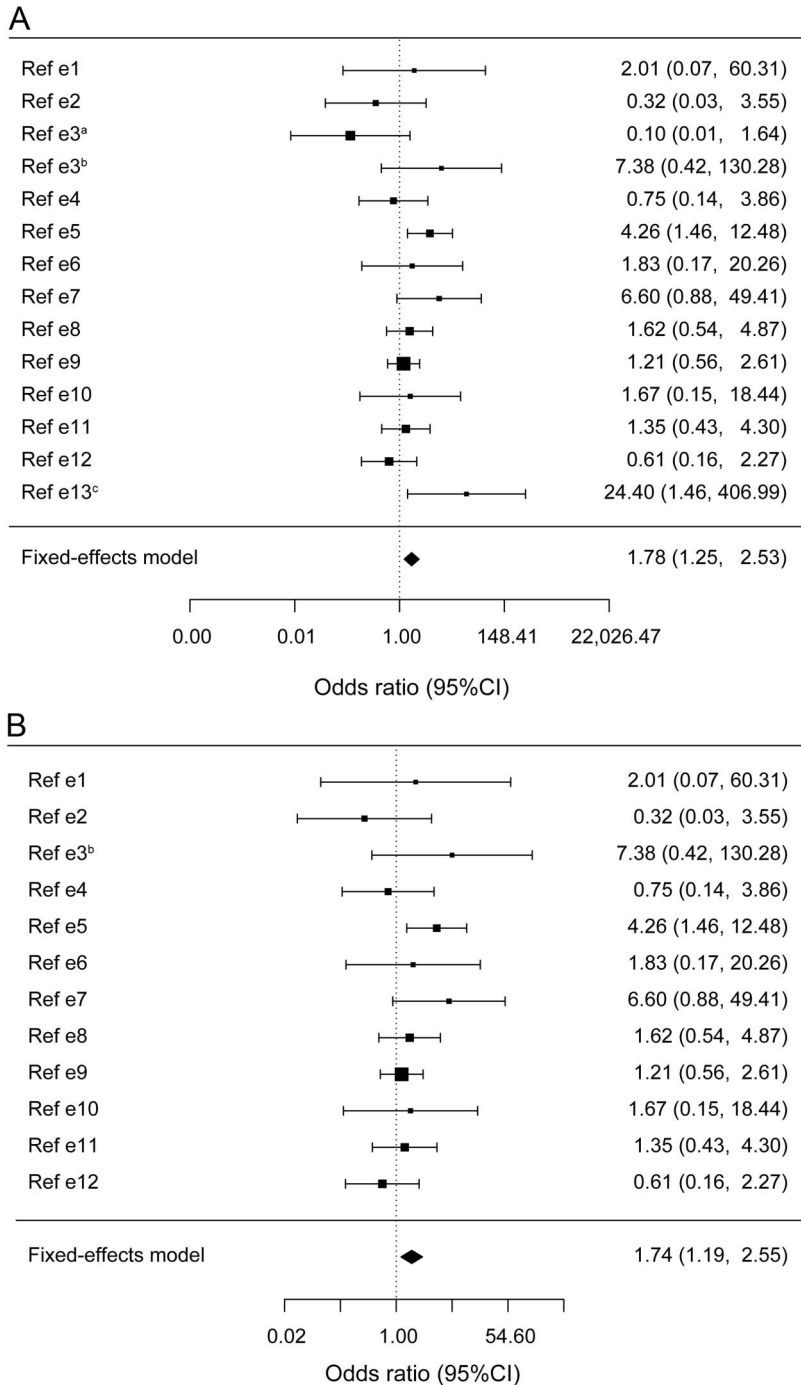 A
Ref e1 2.01 (0.07, 60.31)
Ref e2 0.32 (0.03, 3.55)
Ref e3ᵃ 0.10 (0.01, 1.64)
Ref e3ᵇ 7.38 (0.42, 130.28)
Ref e4 0.75 (0.14, 3.86)
Ref e5 4.26 (1.46, 12.48)
Ref e6 1.83 (0.17, 20.26)
Ref e7 6.60 (0.88, 49.41)
Ref e8 1.62 (0.54, 4.87)
Ref e9 1.21 (0.56, 2.61)
Ref e10 1.67 (0.15, 18.44)
Ref e11 1.35 (0.43, 4.30)
Ref e12 0.61 (0.16, 2.27)
Ref e13ᶜ 24.40 (1.46, 406.99)
Fixed-effects model 1.78 (1.25, 2.53)
0.00 0.01 1.00 148.41 22,026.47
Odds ratio (95%CI)
B
Ref e1 2.01 (0.07, 60.31)
Ref e2 0.32 (0.03, 3.55)
Ref e3ᵇ 7.38 (0.42, 130.28)
Ref e4 0.75 (0.14, 3.86)
Ref e5 4.26 (1.46, 12.48)
Ref e6 1.83 (0.17, 20.26)
Ref e7 6.60 (0.88, 49.41)
Ref e8 1.62 (0.54, 4.87)
Ref e9 1.21 (0.56, 2.61)
Ref e10 1.67 (0.15, 18.44)
Ref e11 1.35 (0.43, 4.30)
Ref e12 0.61 (0.16, 2.27)
Fixed-effects model 1.74 (1.19, 2.55)
0.02 1.00 54.60
Odds ratio (95%CI)